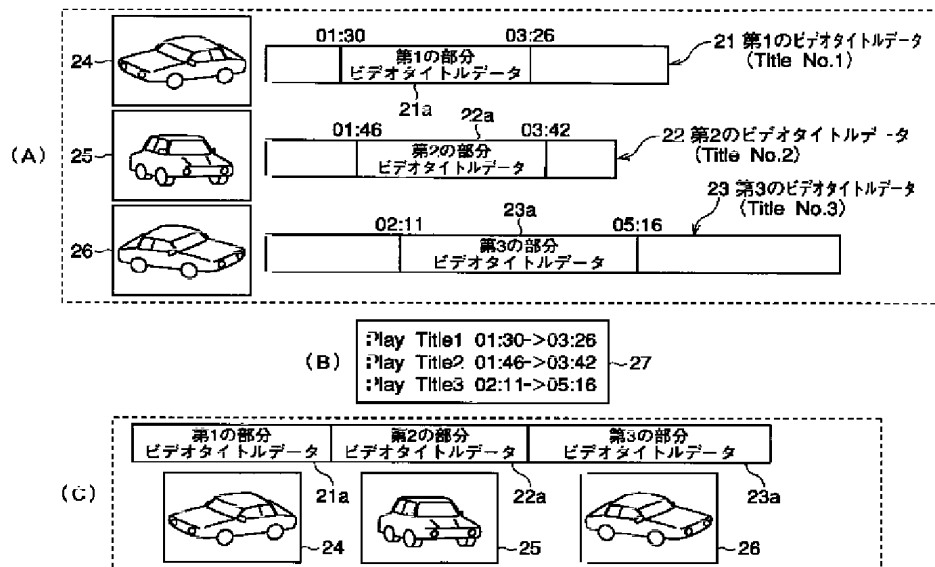 01:30 03:26
24
第1の部分
ビデオタイトルデータ
21 第1のビデオタイトルデータ
(Title No.1)
21a
22a
(A)
25
01:46 03:42
第2の部分
ビデオタイトルデータ
22 第2のビデオタイトルデータ
(Title No.2)
23 第3のビデオタイトルデータ
(Title No.3)
23a
26
02:11 05:16
第3の部分
ビデオタイトルデータ
(B)
Play Title1 01:30->03:26
Play Title2 01:46->03:42
Play Title3 02:11->05:16
27
(C)
第1の部分
ビデオタイトルデータ
第2の部分
ビデオタイトルデータ
第3の部分
ビデオタイトルデータ
21a 22a 23a
24 25 26